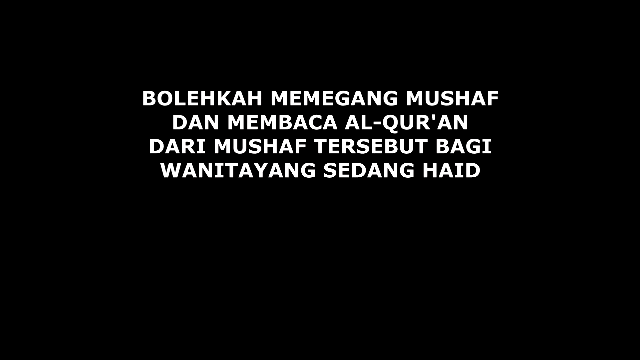 BOLEHKAH MEMEGANG MUSHAF
DAN MEMBACA AL-QUR'AN
DARI MUSHAF TERSEBUT BAGI
WANITAYANG SEDANG HAID